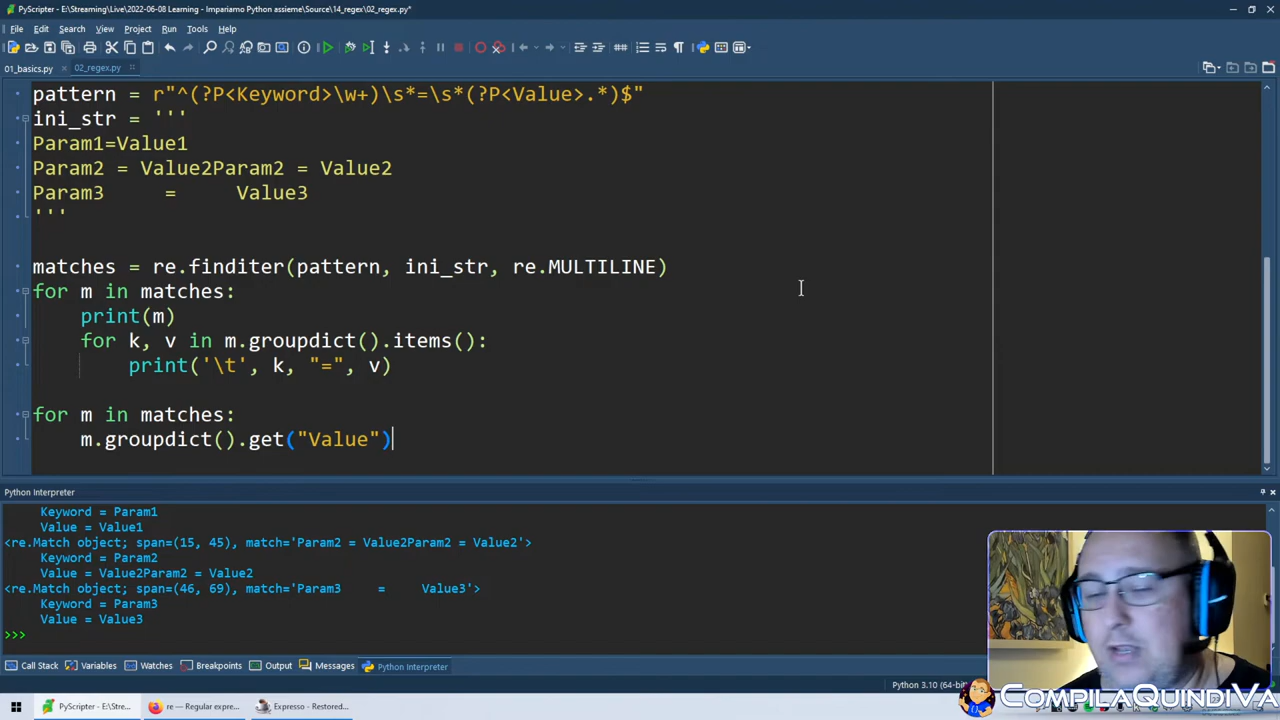 PyScripter - E:\Streaming\Live\2022-06-08 Learning - Impariamo Python assieme\Source\14_regex\02_regex.py*
File Edit Search View Project Run Tools Help
01_basics.py × 02_regex.py
pattern = r"^(?P<Keyword>\w+)\s*=\s*(?P<Value>.*)$"
ini_str = '''
Param1=Value1
Param2 = Value2Param2 = Value2
Param3     =     Value3
'''
matches = re.finditer(pattern, ini_str, re.MULTILINE)
for m in matches:
    print(m)
    for k, v in m.groupdict().items():
        print('\t', k, "=", v)
for m in matches:
    m.groupdict().get("Value")
Python Interpreter
Keyword = Param1
Value = Value1
<re.Match object; span=(15, 45), match='Param2 = Value2Param2 = Value2'>
Keyword = Param2
Value = Value2Param2 = Value2
<re.Match object; span=(46, 69), match='Param3     =     Value3'>
Keyword = Param3
Value = Value3
>>>
Call Stack Variables Watches Breakpoints Output Messages Python Interpreter
Python 3.10 (64-bit)
PyScripter - E:\Stre... re — Regular expre... Expresso - Restored...
COMPILAQUINDIVA